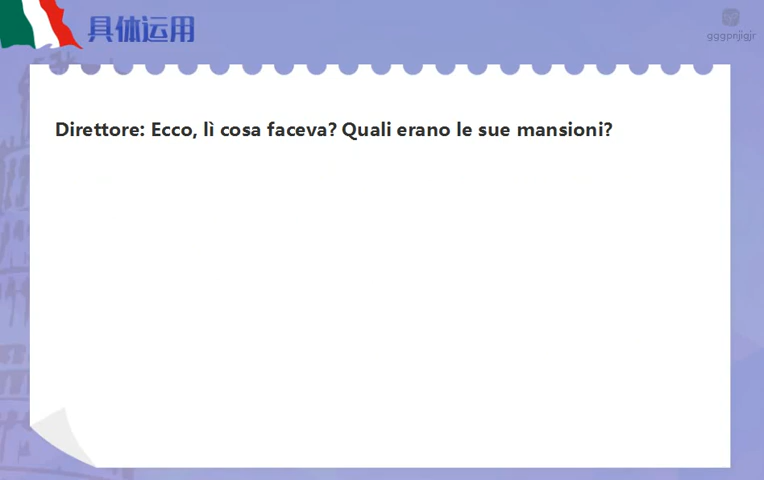 具体运用
gggpnjigjr
Direttore: Ecco, lì cosa faceva? Quali erano le sue mansioni?